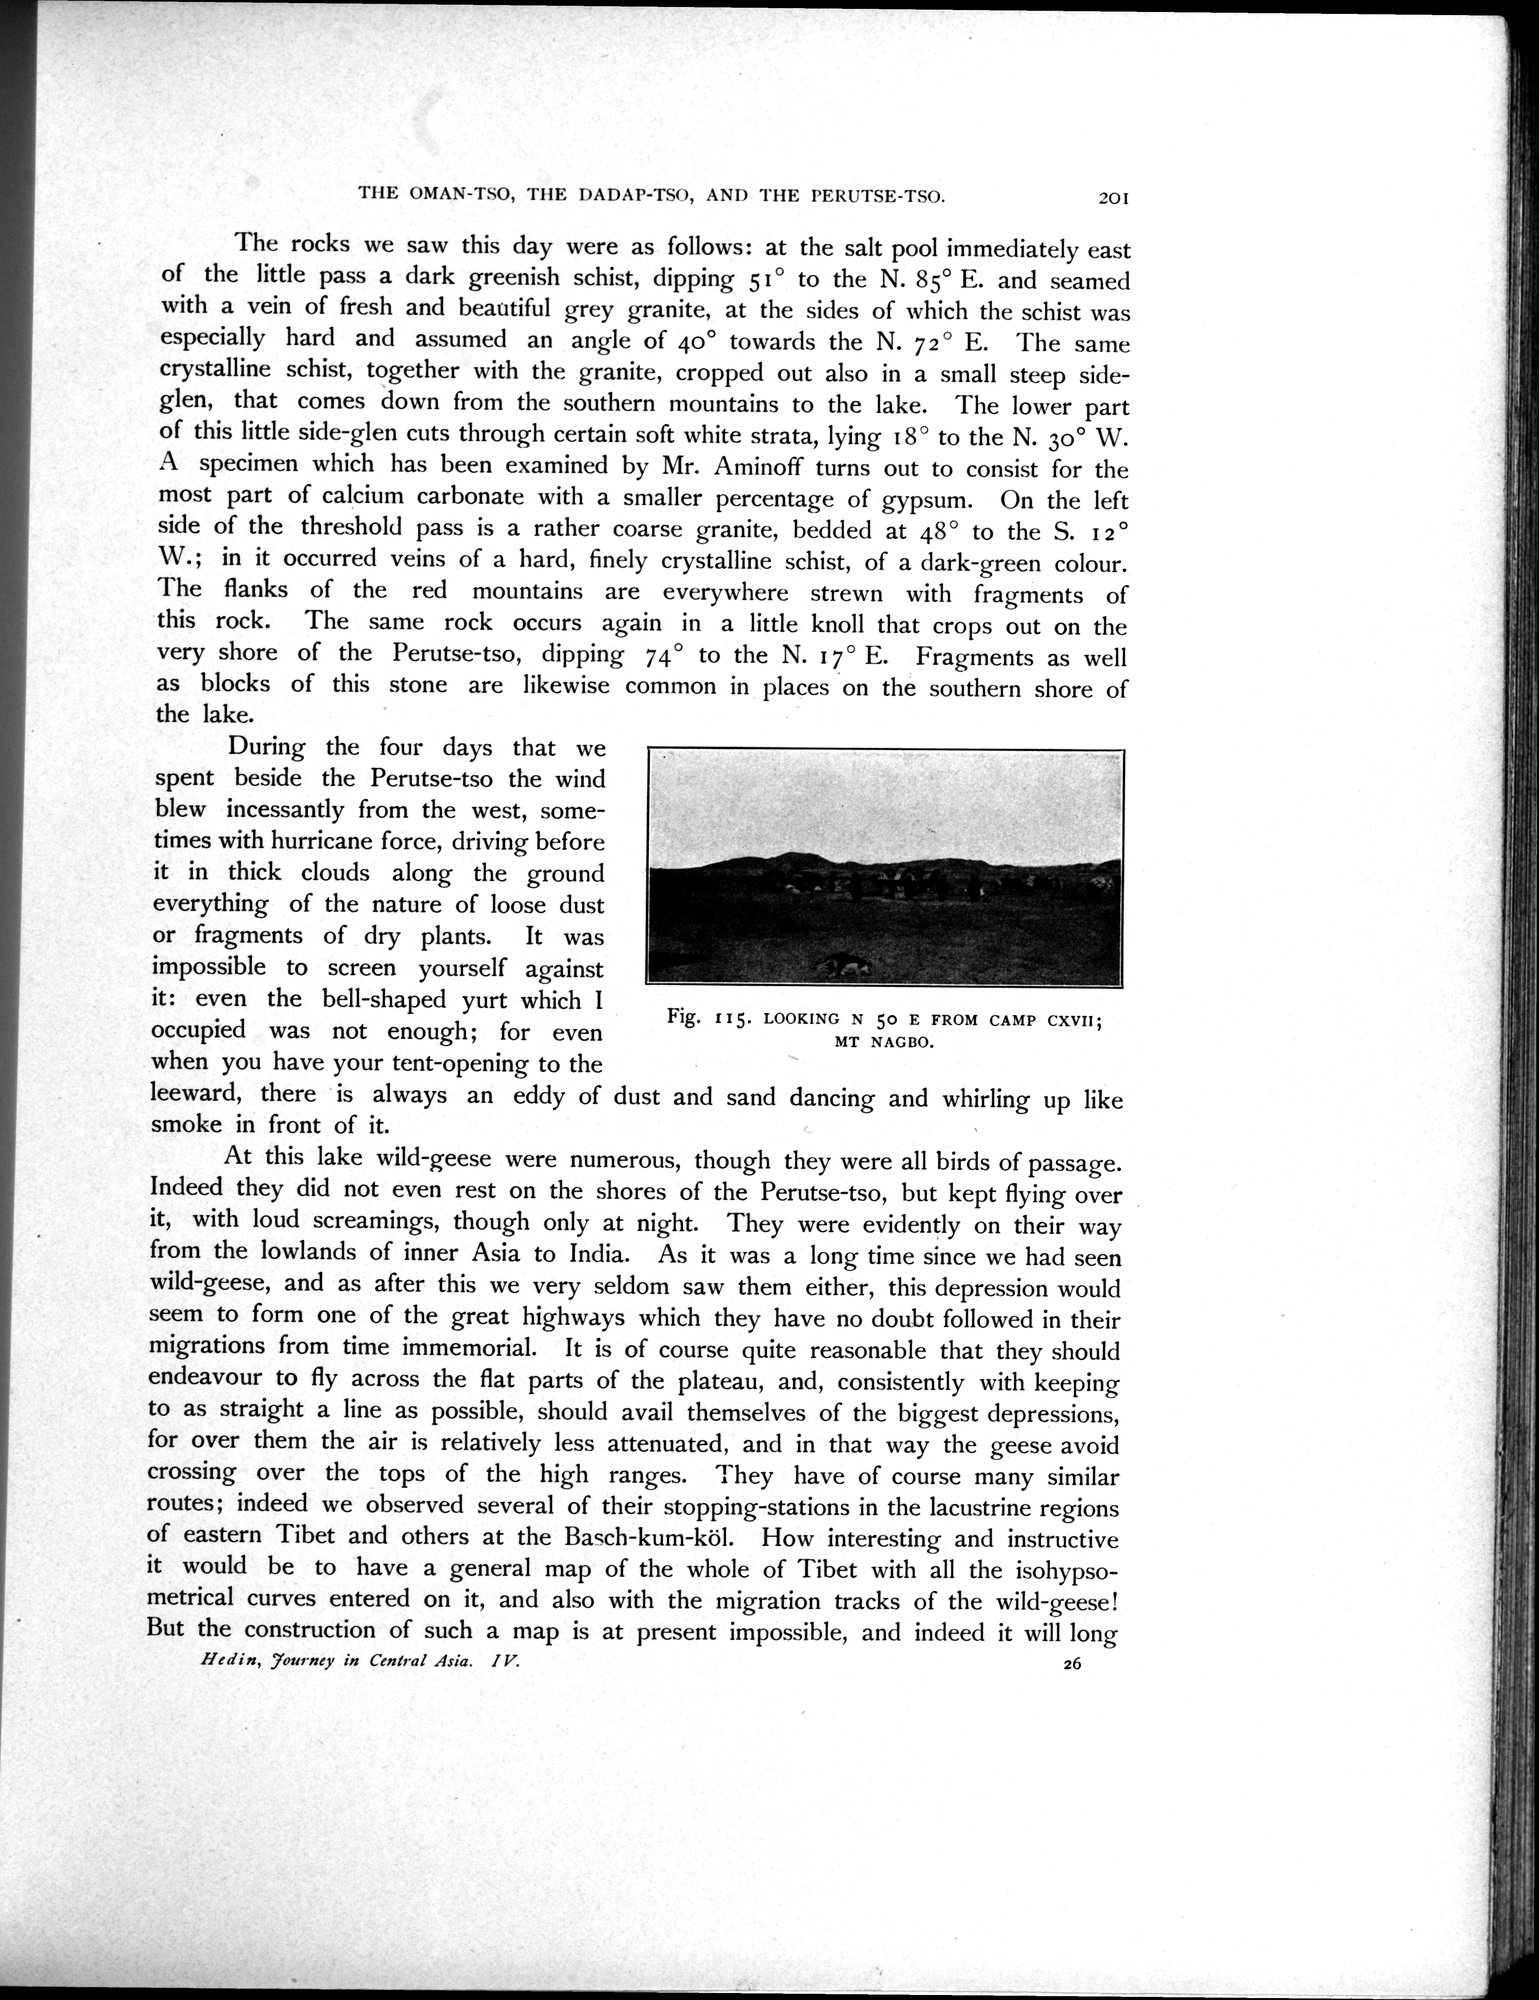 THE OMAN-TSO, THE DADAP-TSO, AND THE PERUTSE-TSO. 201
The rocks we saw this day were as follows: at the salt pool immediately east
of the little pass a dark greenish schist, dipping 51° to the N. 85° E. and seamed
with a vein of fresh and beautiful grey granite, at the sides of which the schist was
especially hard and assumed an angle of 40° towards the N. 72° E. The same
crystalline schist, together with the granite, cropped out also in a small steep side-
glen, that comes down from the southern mountains to the lake. The lower part
of this little side-glen cuts through certain soft white strata, lying 18° to the N. 30° W.
A specimen which has been examined by Mr. Aminoff turns out to consist for the
most part of calcium carbonate with a smaller percentage of gypsum. On the left
side of the threshold pass is a rather coarse granite, bedded at 48° to the S. 12°
W.; in it occurred veins of a hard, finely crystalline schist, of a dark-green colour.
The flanks of the red mountains are everywhere strewn with fragments of
this rock. The same rock occurs again in a little knoll that crops out on the
very shore of the Perutse-tso, dipping 74° to the N. 17° E. Fragments as well
as blocks of this stone are likewise common in places on the southern shore of
the lake.
During the four days that we
spent beside the Perutse-tso the wind
blew incessantly from the west, some-
times with hurricane force, driving before
it in thick clouds along the ground
everything of the nature of loose dust
or fragments of dry plants. It was
impossible to screen yourself against
it: even the bell-shaped yurt which I
occupied was not enough; for even
when you have your tent-opening to the
leeward, there is always an eddy of dust and sand dancing and whirling up like
smoke in front of it.
Fig. 115. LOOKING N 50 E FROM CAMP CXVII;
MT NAGBO.
At this lake wild-geese were numerous, though they were all birds of passage.
Indeed they did not even rest on the shores of the Perutse-tso, but kept flying over
it, with loud screamings, though only at night. They were evidently on their way
from the lowlands of inner Asia to India. As it was a long time since we had seen
wild-geese, and as after this we very seldom saw them either, this depression would
seem to form one of the great highways which they have no doubt followed in their
migrations from time immemorial. It is of course quite reasonable that they should
endeavour to fly across the flat parts of the plateau, and, consistently with keeping
to as straight a line as possible, should avail themselves of the biggest depressions,
for over them the air is relatively less attenuated, and in that way the geese avoid
crossing over the tops of the high ranges. They have of course many similar
routes; indeed we observed several of their stopping-stations in the lacustrine regions
of eastern Tibet and others at the Basch-kum-köl. How interesting and instructive
it would be to have a general map of the whole of Tibet with all the isohypso-
metrical curves entered on it, and also with the migration tracks of the wild-geese!
But the construction of such a map is at present impossible, and indeed it will long
Hedin, Journey in Central Asia. IV. 26